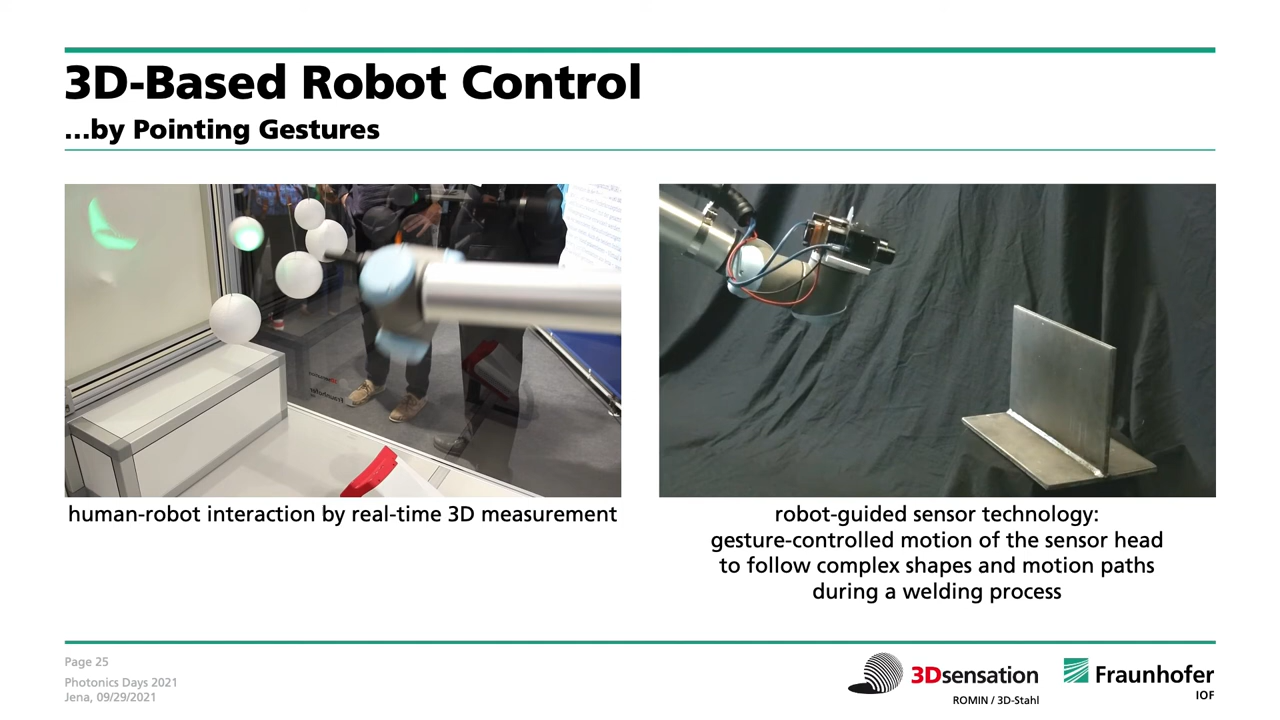 3D-Based Robot Control
...by Pointing Gestures
human-robot interaction by real-time 3D measurement
robot-guided sensor technology:
gesture-controlled motion of the sensor head
to follow complex shapes and motion paths
during a welding process
Page 25
Photonics Days 2021
Jena, 09/29/2021
3Dsensation
ROMIN / 3D-Stahl
Fraunhofer
IOF